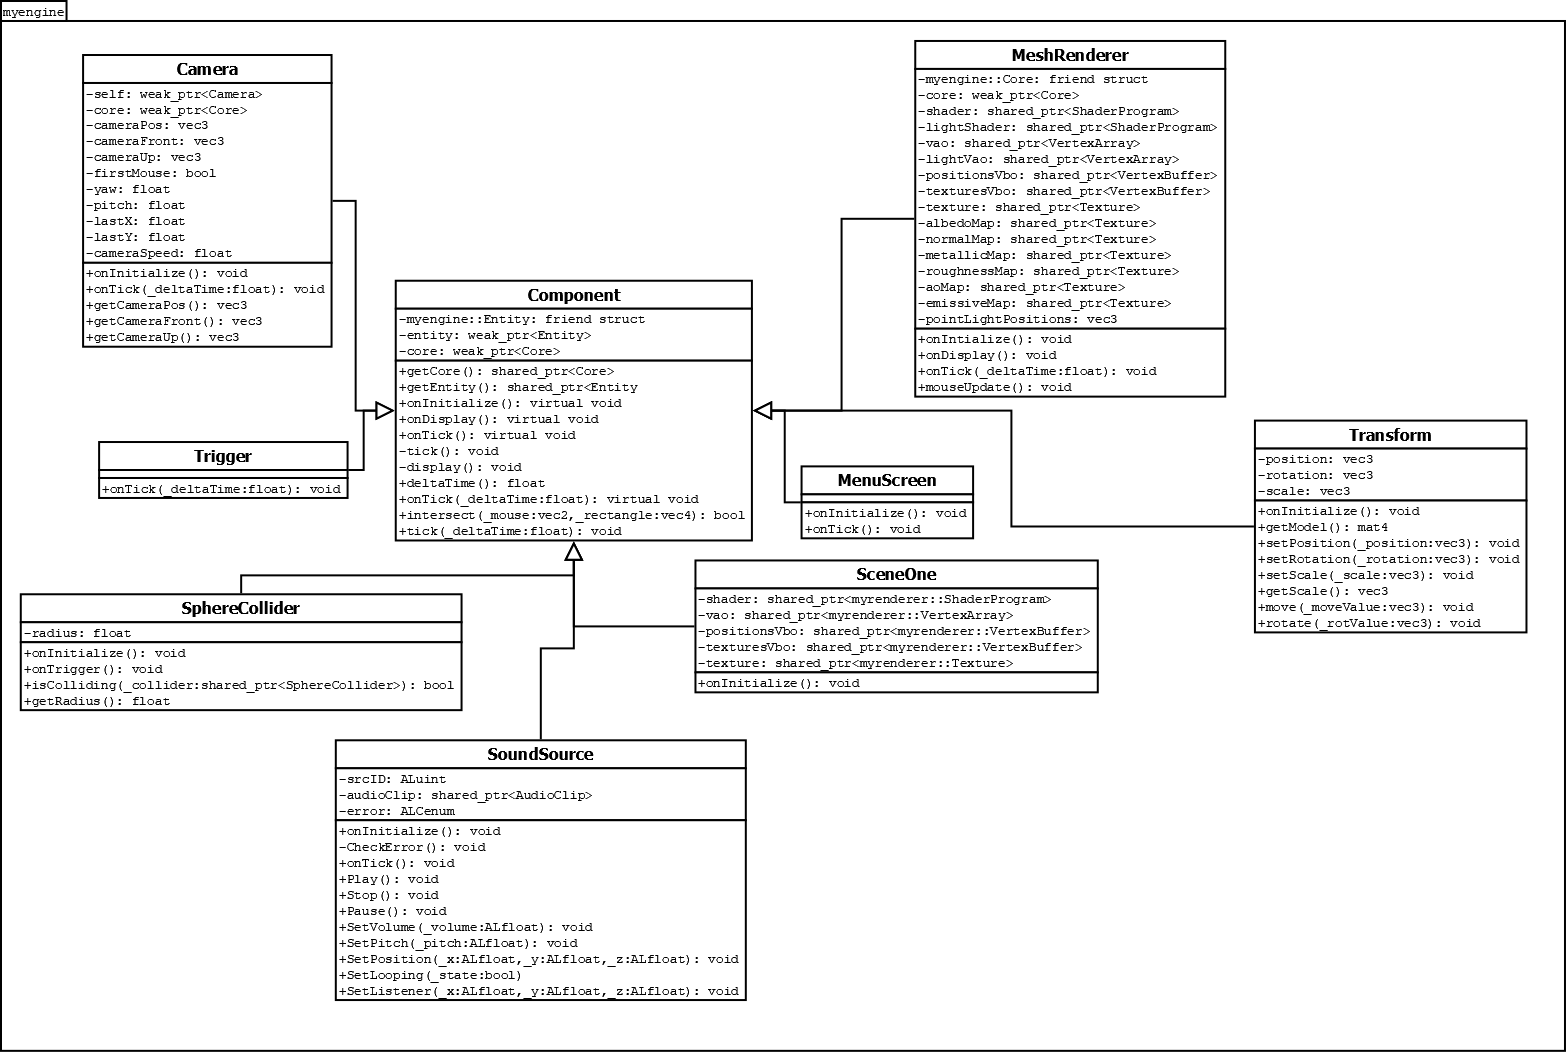 myengine
Camera
-self: weak_ptr<Camera>
-core: weak_ptr<Core>
-cameraPos: vec3
-cameraFront: vec3
-cameraUp: vec3
-firstMouse: bool
-yaw: float
-pitch: float
-lastX: float
-lastY: float
-cameraSpeed: float
+onInitialize(): void
+onTick(_deltaTime:float): void
+getCameraPos(): vec3
+getCameraFront(): vec3
+getCameraUp(): vec3
MeshRenderer
-myengine::Core: friend struct
-core: weak_ptr<Core>
-shader: shared_ptr<ShaderProgram>
-lightShader: shared_ptr<ShaderProgram>
-vao: shared_ptr<VertexArray>
-lightVao: shared_ptr<VertexArray>
-positionsVbo: shared_ptr<VertexBuffer>
-texturesVbo: shared_ptr<VertexBuffer>
-texture: shared_ptr<Texture>
-albedoMap: shared_ptr<Texture>
-normalMap: shared_ptr<Texture>
-metallicMap: shared_ptr<Texture>
-roughnessMap: shared_ptr<Texture>
-aoMap: shared_ptr<Texture>
-emissiveMap: shared_ptr<Texture>
-pointLightPositions: vec3
+onIntialize(): void
+onDisplay(): void
+onTick(_deltaTime:float): void
+mouseUpdate(): void
Component
-myengine::Entity: friend struct
-entity: weak_ptr<Entity>
-core: weak_ptr<Core>
+getCore(): shared_ptr<Core>
+getEntity(): shared_ptr<Entity
+onInitialize(): virtual void
+onDisplay(): virtual void
+onTick(): virtual void
-tick(): void
-display(): void
+deltaTime(): float
+onTick(_deltaTime:float): virtual void
+intersect(_mouse:vec2,_rectangle:vec4): bool
+tick(_deltaTime:float): void
Trigger
+onTick(_deltaTime:float): void
MenuScreen
+onInitialize(): void
+onTick(): void
Transform
-position: vec3
-rotation: vec3
-scale: vec3
+onInitialize(): void
+getModel(): mat4
+setPosition(_position:vec3): void
+setRotation(_rotation:vec3): void
+setScale(_scale:vec3): void
+getScale(): vec3
+move(_moveValue:vec3): void
+rotate(_rotValue:vec3): void
SphereCollider
-radius: float
+onInitialize(): void
+onTrigger(): void
+isColliding(_collider:shared_ptr<SphereCollider>): bool
+getRadius(): float
SceneOne
-shader: shared_ptr<myrenderer::ShaderProgram>
-vao: shared_ptr<myrenderer::VertexArray>
-positionsVbo: shared_ptr<myrenderer::VertexBuffer>
-texturesVbo: shared_ptr<myrenderer::VertexBuffer>
-texture: shared_ptr<myrenderer::Texture>
+onInitialize(): void
SoundSource
-srcID: ALuint
-audioClip: shared_ptr<AudioClip>
-error: ALCenum
+onInitialize(): void
-CheckError(): void
+onTick(): void
+Play(): void
+Stop(): void
+Pause(): void
+SetVolume(_volume:ALfloat): void
+SetPitch(_pitch:ALfloat): void
+SetPosition(_x:ALfloat,_y:ALfloat,_z:ALfloat): void
+SetLooping(_state:bool)
+SetListener(_x:ALfloat,_y:ALfloat,_z:ALfloat): void